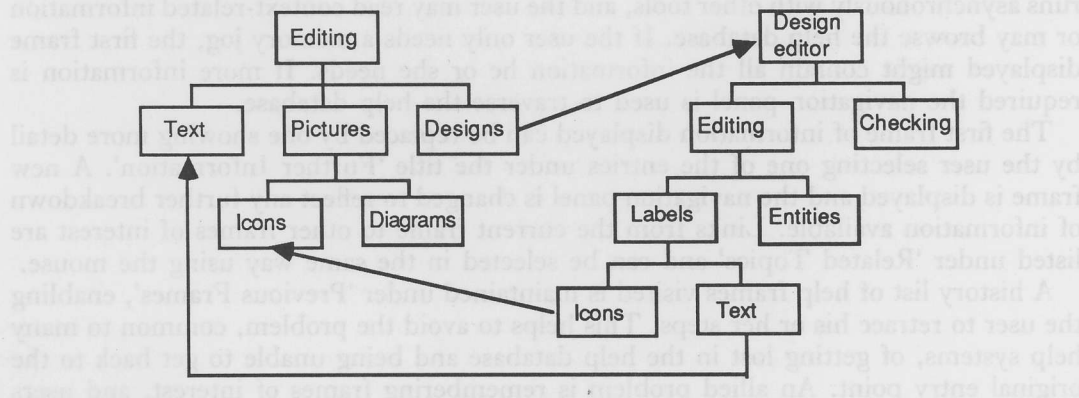 Editing
Design
editor
Text
Pictures
Designs
Editing
Checking
Icons
Diagrams
Labels
Entities
Icons
Text